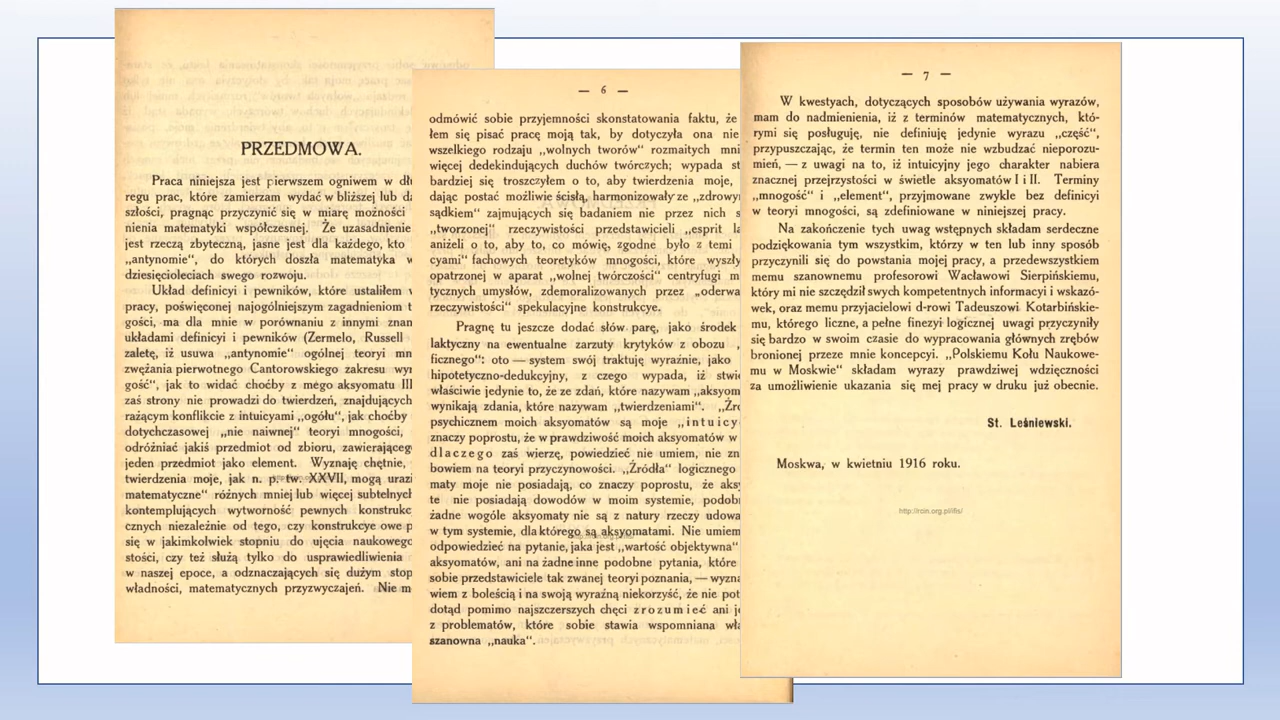 PRZEDMOWA.
Praca niniejsza jest pierwszem ogniwem w
regu prac, które zamierzam wydać w bliższej lub
szłości, pragnąc przyczynić się w miarę możności
nienia matematyki współczesnej. Że uzasadnienie
jest rzeczą zbyteczną, jasne jest dla każdego, kto
„antynomie“, do których doszła matematyka
dziesięcioleciach swego rozwoju.
Układ definicyi i pewników, które ustaliłem
pracy, poświęconej najogólniejszym zagadnieniom
gości, ma dla mnie w porównaniu z innymi
układami definicyi i pewników (Zermelo, Russell
zaletę, iż usuwa „antynomie“ ogólnej teoryi
zwężania pierwotnego Cantorowskiego zakresu
gość“, jak to widać choćby z mego aksyomatu III
zaś strony nie prowadzi do twierdzeń, znajdujących
rażącym konflikcie z intuicyami „ogółu“, jak choćby
dotychczasowej „nie naiwnej“ teoryi mnogości,
odróżniać jakiś przedmiot od zbioru,
jeden przedmiot jako element. Wyznaję chętnie,
twierdzenia moje, jak n. p. tw. XXVII, mogą
matematyczne“ różnych mniej lub więcej
kontemplujących wytworność pewnych
cznych niezależnie od tego, czy konstrukcye owe
się w jakimkolwiek stopniu do ujęcia naukowego
stości, czy też służą tylko do usprawiedliwienia
w naszej epoce, a odznaczających się dużym
władności, matematycznych przyzwyczajeń. Nie
— 6 —
odmówić sobie przyjemności skonstatowania faktu, że
łem się pisać pracę moją tak, by dotyczyła ona nie
wszelkiego rodzaju „wolnych tworów“ rozmaitych
więcej dedekindujących duchów twórczych; wypada
bardziej się troszczyłem o to, aby twierdzenia moje,
dając postać możliwie ścisłą, harmonizowały ze
sądkiem“ zajmujących się badaniem nie przez nich
„tworzonej“ rzeczywistości przedstawicieli „esprit
aniżeli o to, aby to, co mówię, zgodne było z temi
cyami“ fachowych teoretyków mnogości, które wyszły
opatrzonej w aparat „wolnej twórczości“ centryfugi
tycznych umysłów, zdemoralizowanych przez
rzeczywistości“ spekulacyjne konstrukcye.
Pragnę tu jeszcze dodać słów parę, jako środek
laktyczny na ewentualne zarzuty krytyków z obozu
ficznego“: oto — system swój traktuję wyraźnie, jako
hipotetyczno-dedukcyjny, z czego wypada, iż
właściwie jedynie to, że ze zdań, które nazywam
wynikają zdania, które nazywam „twierdzeniami“.
psychicznem moich aksyomatów są moje
znaczy poprostu, że w prawdziwość moich aksyomatów
dlaczego zaś wierzę, powiedzieć nie umiem, nie
bowiem na teoryi przyczynowości. „Źródła“ logicznego
maty moje nie posiadają, co znaczy poprostu, że
te nie posiadają dowodów w moim systemie,
żadne wogóle aksyomaty nie są z natury rzeczy
w tym systemie, dla którego są aksyomatami. Nie umiem
odpowiedzieć na pytanie, jaka jest „wartość objektywna“
aksyomatów, ani na żadne inne podobne pytania, które
sobie przedstawiciele tak zwanej teoryi poznania, —
wiem z boleścią i na swoją wyraźną niekorzyść, że nie
dotąd pomimo najszczerszych chęci zrozumieć ani
z problematów, które sobie stawia wspomniana
szanowna „nauka“.
— 7 —
W kwestyach, dotyczących sposobów używania wyrazów,
mam do nadmienienia, iż z terminów matematycznych, któ-
rymi się posługuję, nie definiuję jedynie wyrazu „część“,
przypuszczając, że termin ten może nie wzbudzać nieporozu-
mień, — z uwagi na to, iż intuicyjny jego charakter nabiera
znacznej przejrzystości w świetle aksyomatów I i II. Terminy
„mnogość“ i „element“, przyjmowane zwykle bez definicyi
w teoryi mnogości, są zdefiniowane w niniejszej pracy.
Na zakończenie tych uwag wstępnych składam serdeczne
podziękowania tym wszystkim, którzy w ten lub inny sposób
przyczynili się do powstania mojej pracy, a przedewszystkiem
memu szanownemu profesorowi Wacławowi Sierpińskiemu,
który mi nie szczędził swych kompetentnych informacyi i wskazó-
wek, oraz memu przyjacielowi d-rowi Tadeuszowi Kotarbińskie-
mu, którego liczne, a pełne finezyi logicznej uwagi przyczyniły
się bardzo w swoim czasie do wypracowania głównych zrębów
bronionej przeze mnie koncepcyi. „Polskiemu Kołu Naukowe-
mu w Moskwie“ składam wyrazy prawdziwej wdzięczności
za umożliwienie ukazania się mej pracy w druku już obecnie.
St. Leśniewski.
Moskwa, w kwietniu 1916 roku.
http://rcin.org.pl/ifis/